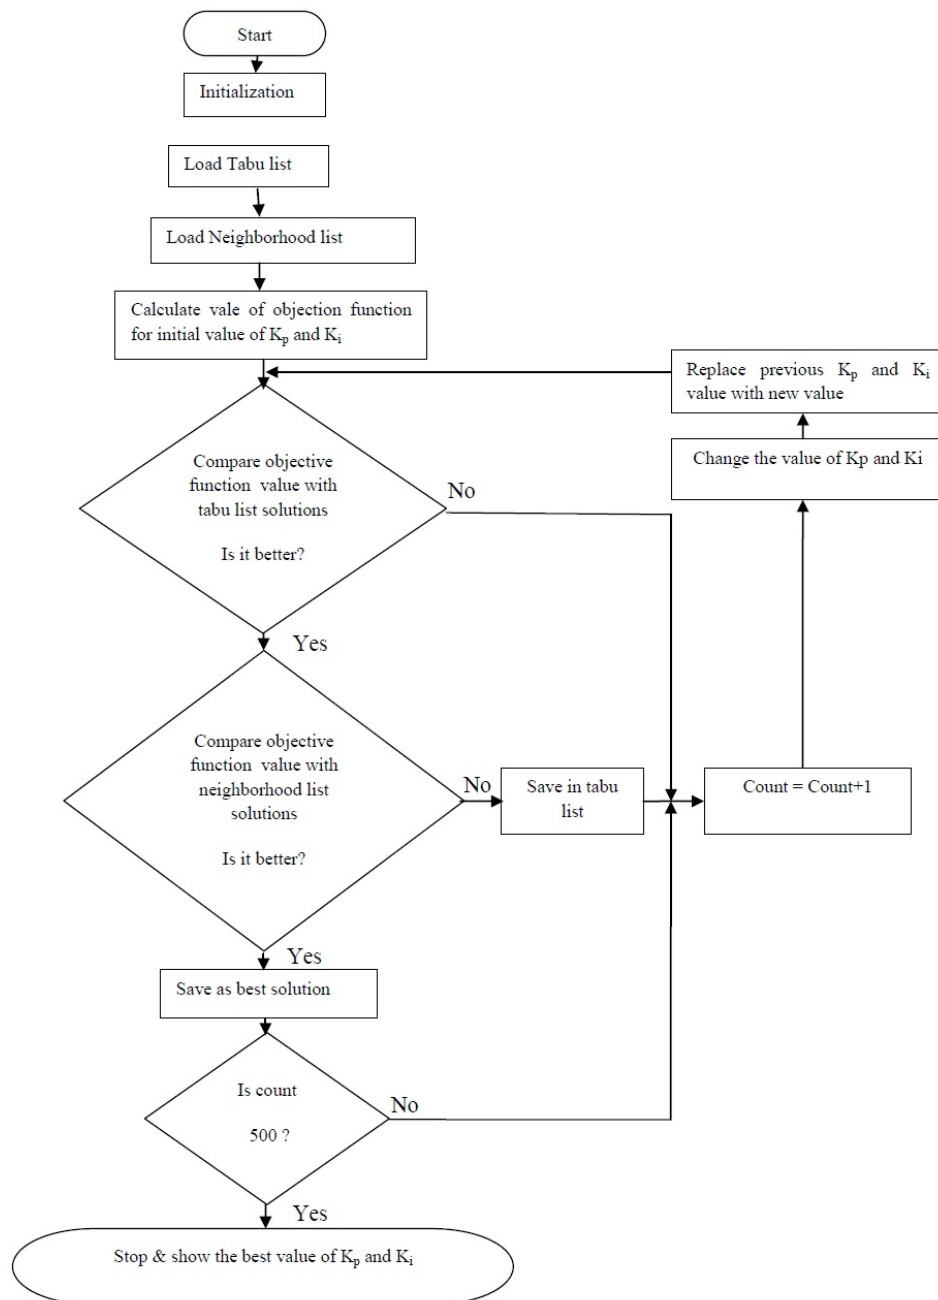 Start
Initialization
Load Tabu list
Load Neighborhood list
Calculate vale of objection function
for initial value of Kp and Ki
Replace previous Kp and Ki
value with new value
Change the value of Kp and Ki
Compare objective
function value with
tabu list solutions
Is it better?
No
Yes
Compare objective
function value with
neighborhood list
solutions
Is it better?
No
Save in tabu
list
Count = Count+1
Yes
Save as best solution
Is count
500 ?
No
Yes
Stop & show the best value of Kp and Ki